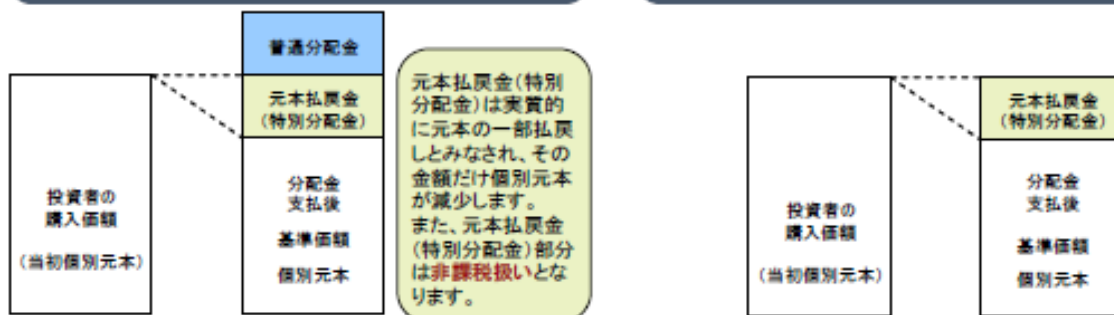 普通分配金
元本払戻金
(特別分配金)
投資者の
購入価額
(当初個別元本)
分配金
支払後
基準価額
個別元本
元本払戻金(特別
分配金)は実質的
に元本の一部払戻
しとみなされ、その
金額だけ個別元本
が減少します。
また、元本払戻金
(特別分配金)部分
は非課税扱いとな
ります。
投資者の
購入価額
(当初個別元本)
元本払戻金
(特別分配金)
分配金
支払後
基準価額
個別元本